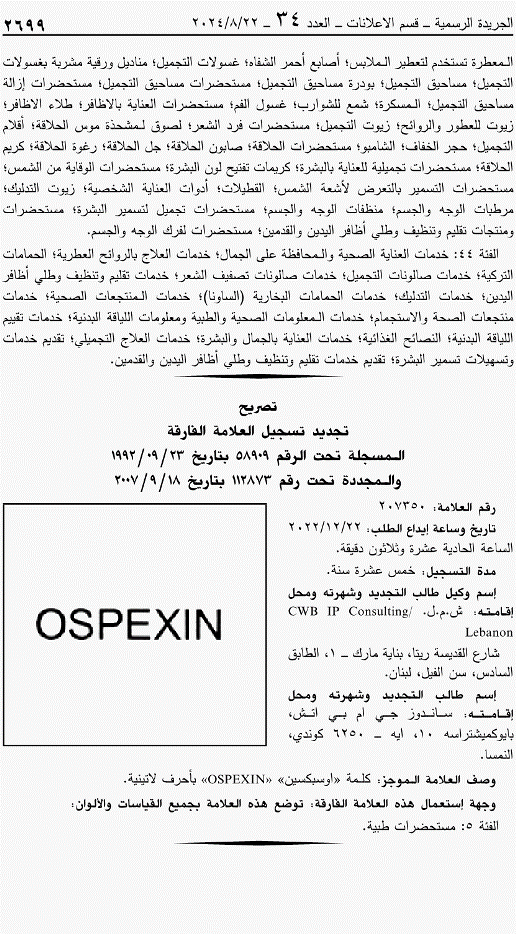 الجريدة الرسمية ــ قسم الاعلانات ــ العدد ٣٤ ــ ٢٠٢٤/٨/٢٢
٢٦٩٩
المعطرة تستخدم لتعطير الملابس؛ أصابع أحمر الشفاه؛ غسولات التجميل؛ مناديل ورقية مشربة بغسولات
التجميل؛ مساحيق التجميل؛ بودرة مساحيق التجميل؛ مستحضرات مساحيق التجميل؛ مستحضرات إزالة
مساحيق التجميل؛ المسكرة؛ شمع للشوارب؛ غسول الفم؛ مستحضرات العناية بالاظافر؛ طلاء الاظافر؛
زيوت للعطور والروائح؛ زيوت التجميل؛ مستحضرات فرد الشعر؛ لصوق لمشحذة موس الحلاقة؛ أقلام
التجميل؛ حجر الخفاف؛ الشامبو؛ مستحضرات الحلاقة؛ صابون الحلاقة؛ جل الحلاقة؛ رغوة الحلاقة؛ كريم
الحلاقة؛ مستحضرات تجميلية للعناية بالبشرة؛ كريمات تفتيح لون البشرة؛ مستحضرات الوقاية من الشمس؛
مستحضرات التسمير بالتعرض لأشعة الشمس؛ القطيلات؛ أدوات العناية الشخصية؛ زيوت التدليك؛
مرطبات الوجه والجسم؛ منظفات الوجه والجسم؛ مستحضرات تجميل لتسمير البشرة؛ مستحضرات
ومنتجات تقليم وتنظيف وطلي أظافر اليدين والقدمين؛ مستحضرات لفرك الوجه والجسم.
الفئة ٤٤: خدمات العناية الصحية والمحافظة على الجمال؛ خدمات العلاج بالروائح العطرية؛ الحمامات
التركية؛ خدمات صالونات التجميل؛ خدمات صالونات تصفيف الشعر؛ خدمات تقليم وتنظيف وطلي أظافر
اليدين؛ خدمات التدليك؛ خدمات الحمامات البخارية (الساونا)؛ خدمات المنتجعات الصحية؛ خدمات
منتجعات الصحة والاستجمام؛ خدمات المعلومات الصحية والطبية ومعلومات اللياقة البدنية؛ خدمات تقييم
اللياقة البدنية؛ النصائح الغذائية؛ خدمات العناية بالجمال والبشرة؛ خدمات العلاج التجميلي؛ تقديم خدمات
وتسهيلات تسمير البشرة؛ تقديم خدمات تقليم وتنظيف وطلي أظافر اليدين والقدمين.
تصريح
تجديد تسجيل العلامة الفارقة
المسجلة تحت الرقم ٥٨٩٠٩ بتاريخ ١٩٩٢/٠٩/٢٣
والمجددة تحت رقم ١١٢٨٧٣ بتاريخ ٢٠٠٧/٩/١٨
رقم العلامة: ٢٠٧٣٥٠
تاريخ وساعة إيداع الطلب: ٢٠٢٢/١٢/٢٢
الساعة الحادية عشرة وثلاثون دقيقة.
مدة التسجيل: خمس عشرة سنة.
إسم وكيل طالب التجديد وشهرته ومحل
إقامته: ش.م.ل. CWB IP Consulting/
Lebanon
شارع القديسة ريتا، بناية مارك ــ ١، الطابق
السادس، سن الفيل، لبنان.
إسم طالب التجديد وشهرته ومحل
إقامته: ساندوز جي ام بي اتش،
بايوكميشتراسه ١٠، ايه ــ ٦٢٥٠ كوندي،
النمسا.
OSPEXIN
وصف العلامة الموجز: كلمة «اوسبكسين» «OSPEXIN» بأحرف لاتينية.
وجهة إستعمال هذه العلامة الفارقة: توضع هذه العلامة بجميع القياسات والألوان:
الفئة ٥: مستحضرات طبية.